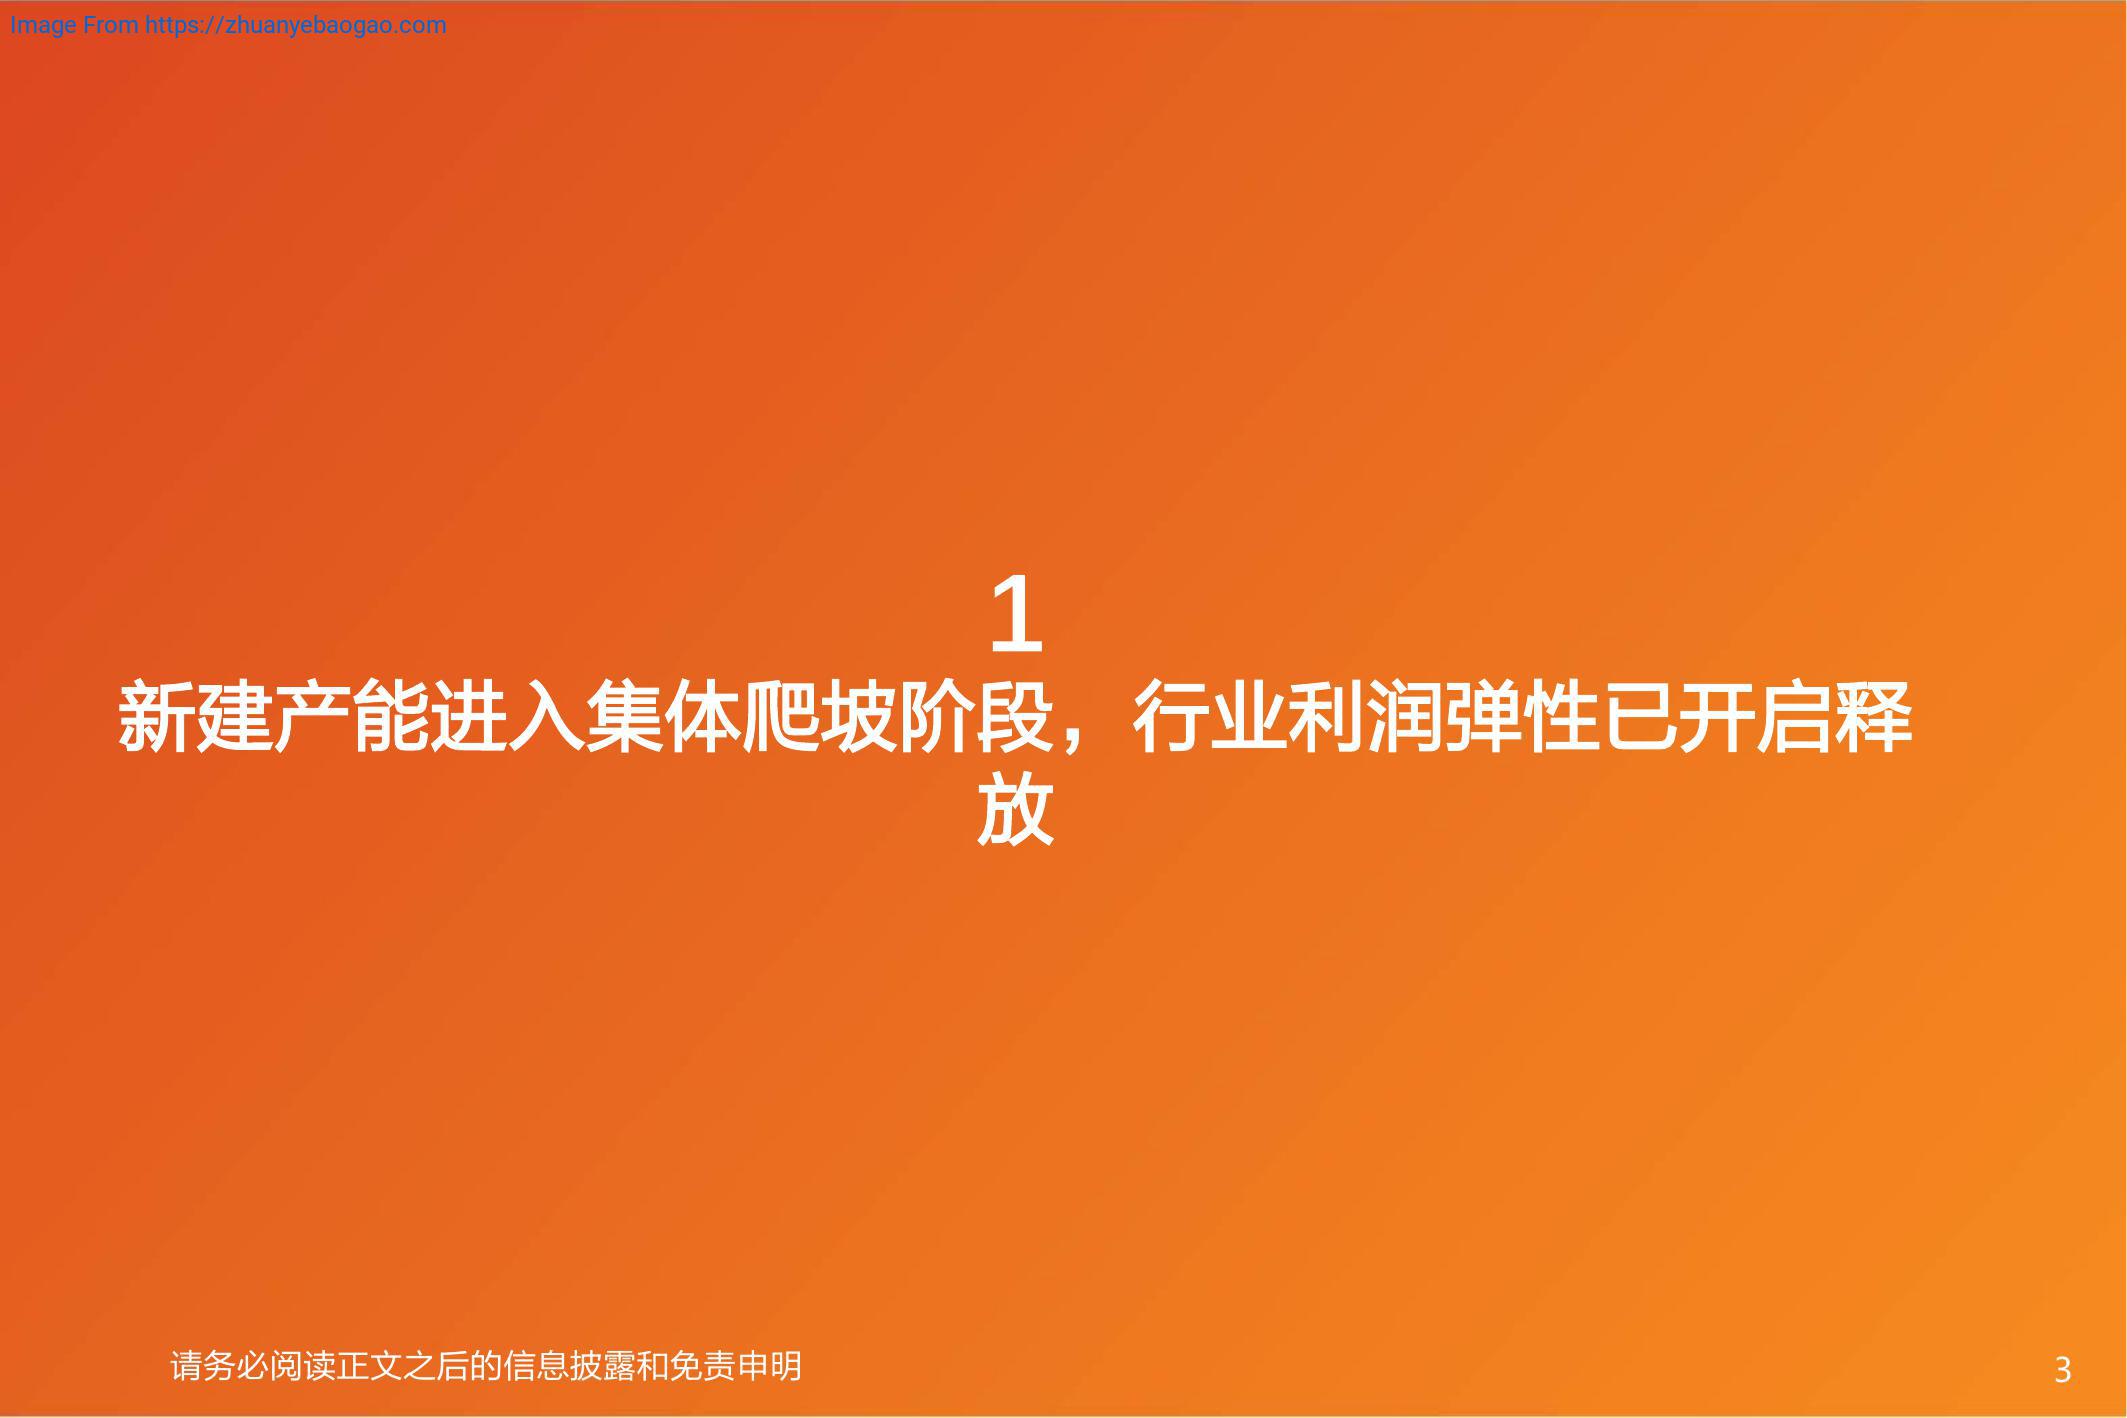 Image From https://zhuanyebaogao.com
1
新建产能进入集体爬坡阶段，行业利润弹性已开启释
放
请务必阅读正文之后的信息披露和免责申明
3